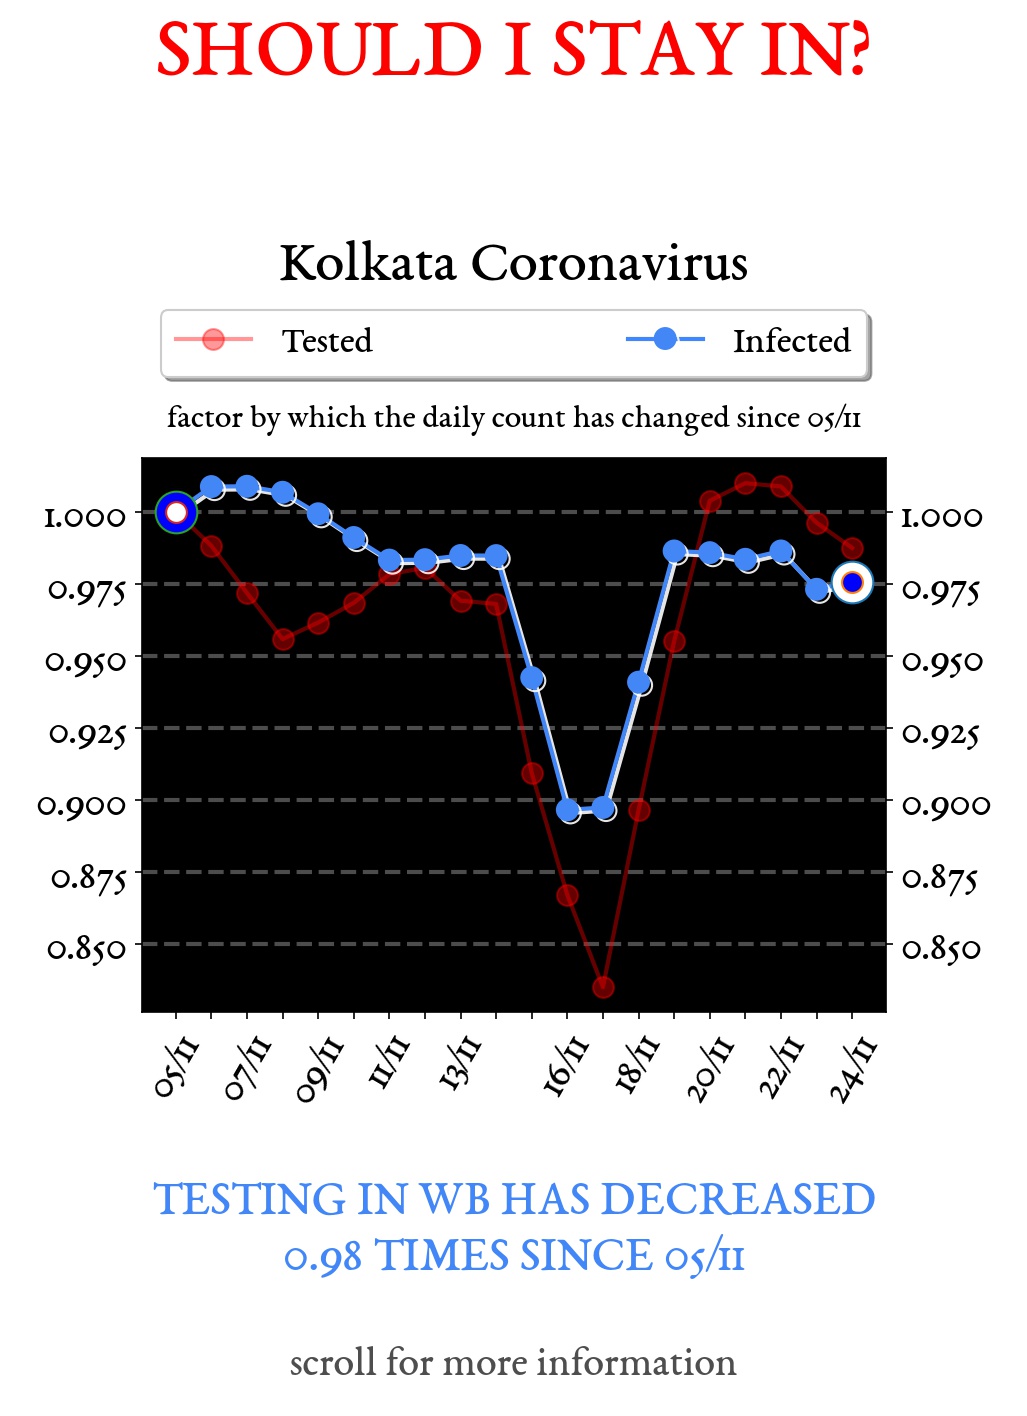 SHOULD I STAY IN?
Kolkata Coronavirus
Tested Infected
factor by which the daily count has changed since 05/11
1.000 1.000
0.975 0.975
0.950 0.950
0.925 0.925
0.900 0.900
0.875 0.875
0.850 0.850
05/11 07/11 09/11 11/11 13/11 16/11 18/11 20/11 22/11 24/11
TESTING IN WB HAS DECREASED
0.98 TIMES SINCE 05/11
scroll for more information